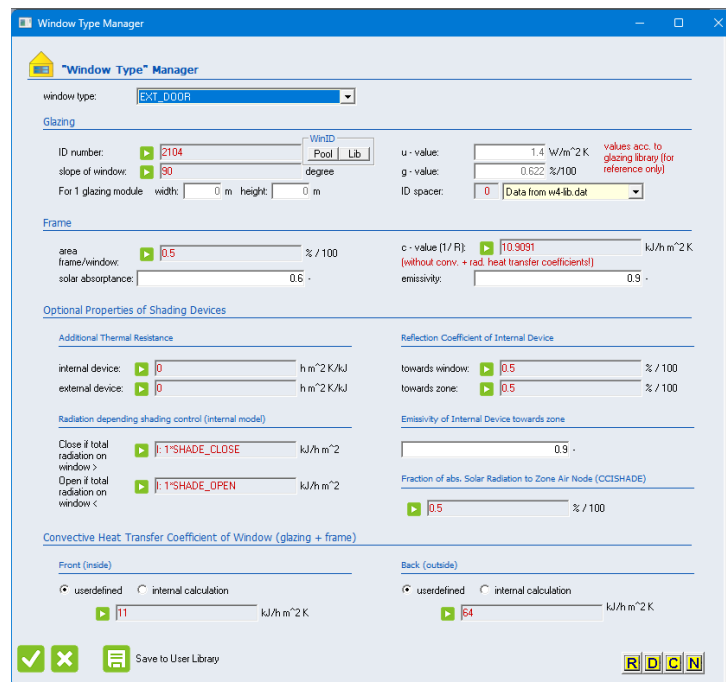 Window Type Manager
"Window Type" Manager
window type: EXT_DOOR
Glazing
WinID
ID number: 2104 Pool Lib
slope of window: 90 degree
For 1 glazing module width: 0 m height: 0 m
u - value: 1.4 W/m^2 K
g - value: 0.622 %/100
values acc. to
glazing library (for
reference only)
ID spacer: 0 Data from w4-lib.dat
Frame
area
frame/window: 0.5 % / 100
solar absorptance: 0.6 -
c - value (1/ R): 10.9091 kJ/h m^2 K
(without conv. + rad. heat transfer coefficients!)
emissivity: 0.9 -
Optional Properties of Shading Devices
Additional Thermal Resistance
internal device: 0 h m^2 K/kJ
external device: 0 h m^2 K/kJ
Reflection Coefficient of Internal Device
towards window: 0.5 % / 100
towards zone: 0.5 % / 100
Radiation depending shading control (internal model)
Close if total
radiation on
window >
I: 1*SHADE_CLOSE kJ/h m^2
Open if total
radiation on
window <
I: 1*SHADE_OPEN kJ/h m^2
Emissivity of Internal Device towards zone
0.9 -
Fraction of abs. Solar Radiation to Zone Air Node (CCISHADE)
0.5 % / 100
Convective Heat Transfer Coefficient of Window (glazing + frame)
Front (inside)
userdefined internal calculation
11 kJ/h m^2 K
Back (outside)
userdefined internal calculation
64 kJ/h m^2 K
Save to User Library
R D C N